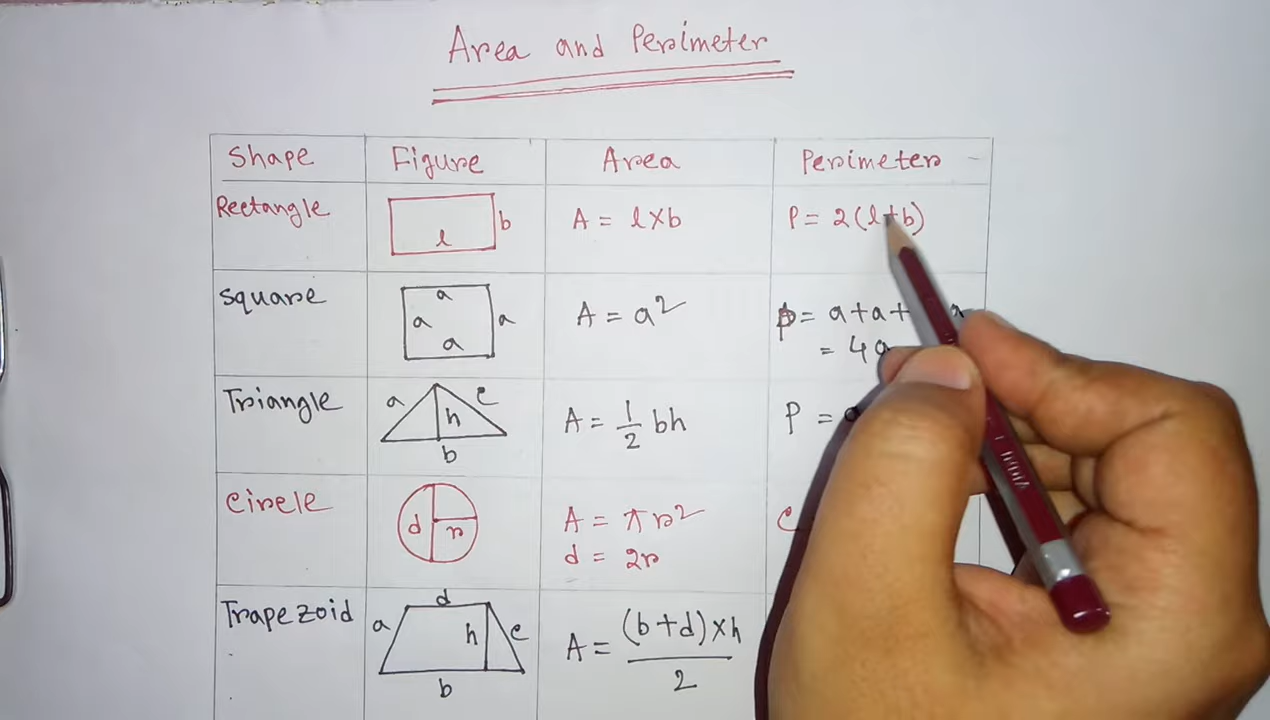 Area and Perimeter
Shape Figure Area Perimeter
Rectangle l b A = l×b P = 2(l+b)
Square a a a a A = a² P = a+a+ a
= 4a
Triangle a h c b A = 1/2 bh P =
Circle d r A = πr² C
d = 2r
Trapezoid a d h c b A = (b+d)×h / 2
INDIA